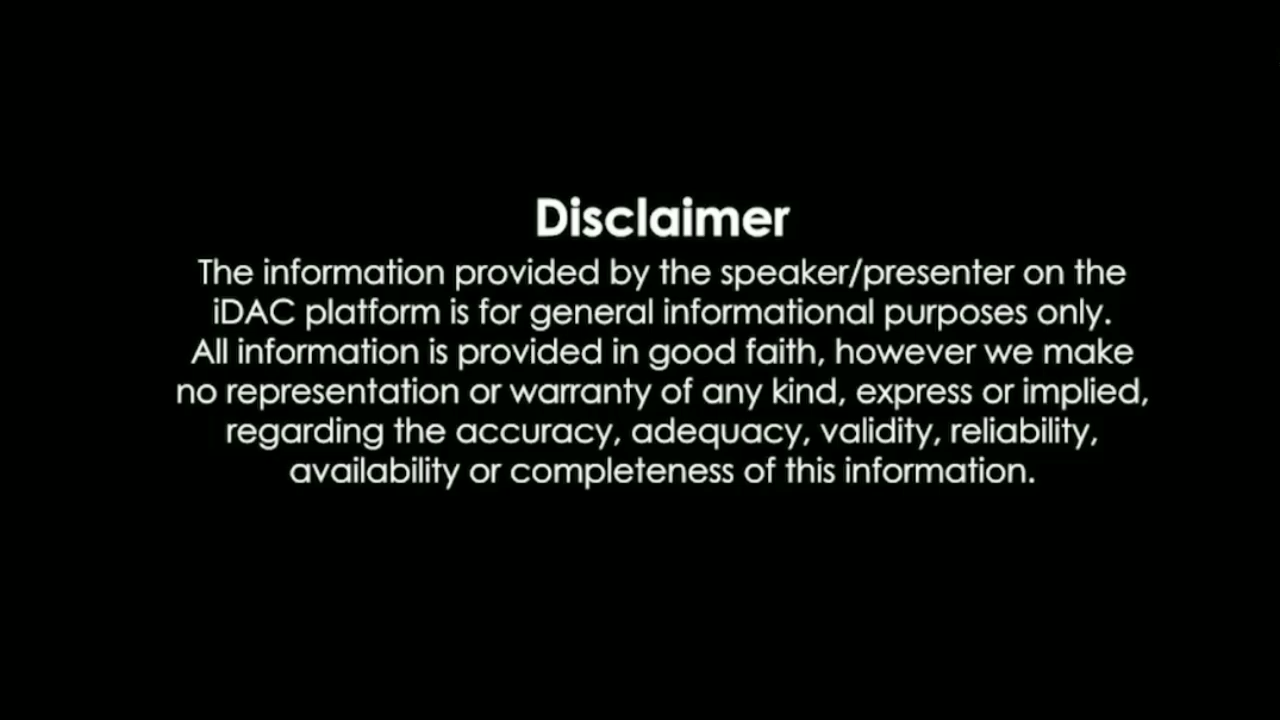 Disclaimer
The information provided by the speaker/presenter on the
iDAC platform is for general informational purposes only.
All information is provided in good faith, however we make
no representation or warranty of any kind, express or implied,
regarding the accuracy, adequacy, validity, reliability,
availability or completeness of this information.